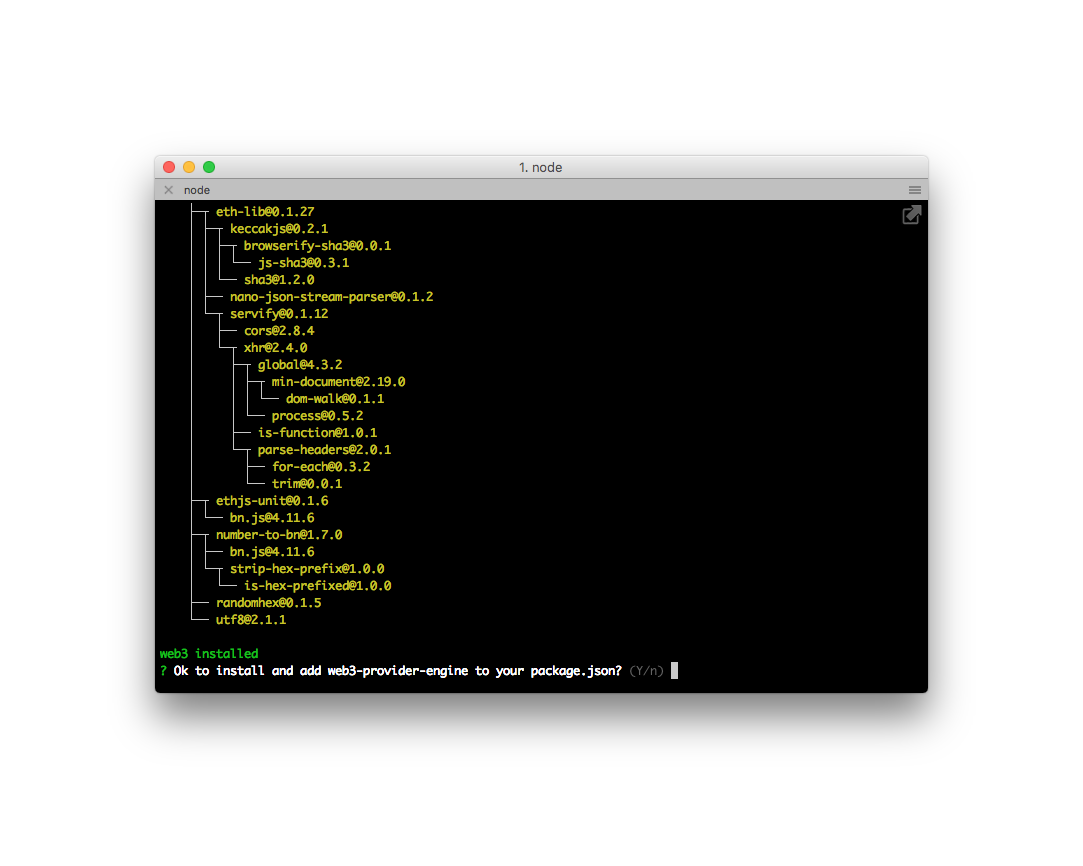 1. node
node
eth-lib@0.1.27
keccakjs@0.2.1
browserify-sha3@0.0.1
js-sha3@0.3.1
sha3@1.2.0
nano-json-stream-parser@0.1.2
servify@0.1.12
cors@2.8.4
xhr@2.4.0
global@4.3.2
min-document@2.19.0
dom-walk@0.1.1
process@0.5.2
is-function@1.0.1
parse-headers@2.0.1
for-each@0.3.2
trim@0.0.1
ethjs-unit@0.1.6
bn.js@4.11.6
number-to-bn@1.7.0
bn.js@4.11.6
strip-hex-prefix@1.0.0
is-hex-prefixed@1.0.0
randomhex@0.1.5
utf8@2.1.1
web3 installed
? Ok to install and add web3-provider-engine to your package.json? (Y/n)